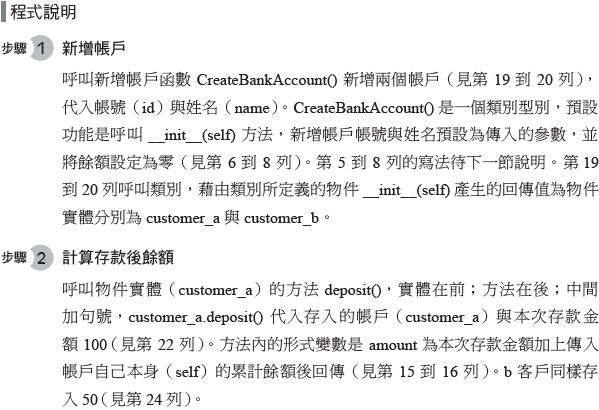 程式說明
步驟 1 新增帳戶
呼叫新增帳戶函數 CreateBankAccount() 新增兩個帳戶（見第 19 到 20 列），
代入帳號（id）與姓名（name）。CreateBankAccount() 是一個類別型別，預設
功能是呼叫 __init__(self) 方法，新增帳戶帳號與姓名預設為傳入的參數，並
將餘額設定為零（見第 6 到 8 列）。第 5 到 8 列的寫法待下一節說明。第 19
到 20 列呼叫類別，藉由類別所定義的物件 __init__(self) 產生的回傳值為物件
實體分別為 customer_a 與 customer_b。
步驟 2 計算存款後餘額
呼叫物件實體（customer_a）的方法 deposit()，實體在前；方法在後；中間
加句號，customer_a.deposit() 代入存入的帳戶（customer_a）與本次存款金
額 100（見第 22 列）。方法內的形式變數是 amount 為本次存款金額加上傳入
帳戶自己本身（self）的累計餘額後回傳（見第 15 到 16 列）。b 客戶同樣存
入 50（見第 24 列）。